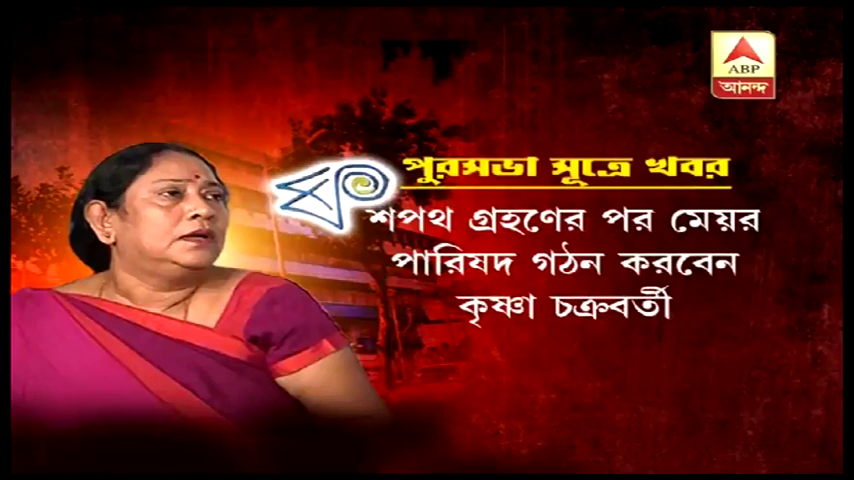 ABP
আনন্দ
পুরসভা সূত্রে খবর
শপথ গ্রহণের পর মেয়র
পারিষদ গঠন করবেন
কৃষ্ণা চক্রবর্তী